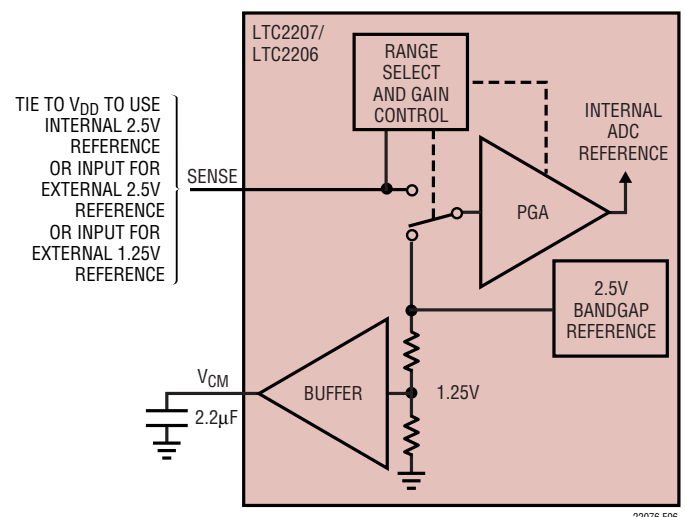 LTC2207/
LTC2206
RANGE
SELECT
AND GAIN
CONTROL
TIE TO VDD TO USE
INTERNAL 2.5V
REFERENCE
OR INPUT FOR
EXTERNAL 2.5V
REFERENCE
OR INPUT FOR
EXTERNAL 1.25V
REFERENCE
SENSE
PGA
INTERNAL
ADC
REFERENCE
2.5V
BANDGAP
REFERENCE
VCM
BUFFER
1.25V
2.2μF
22076 F06